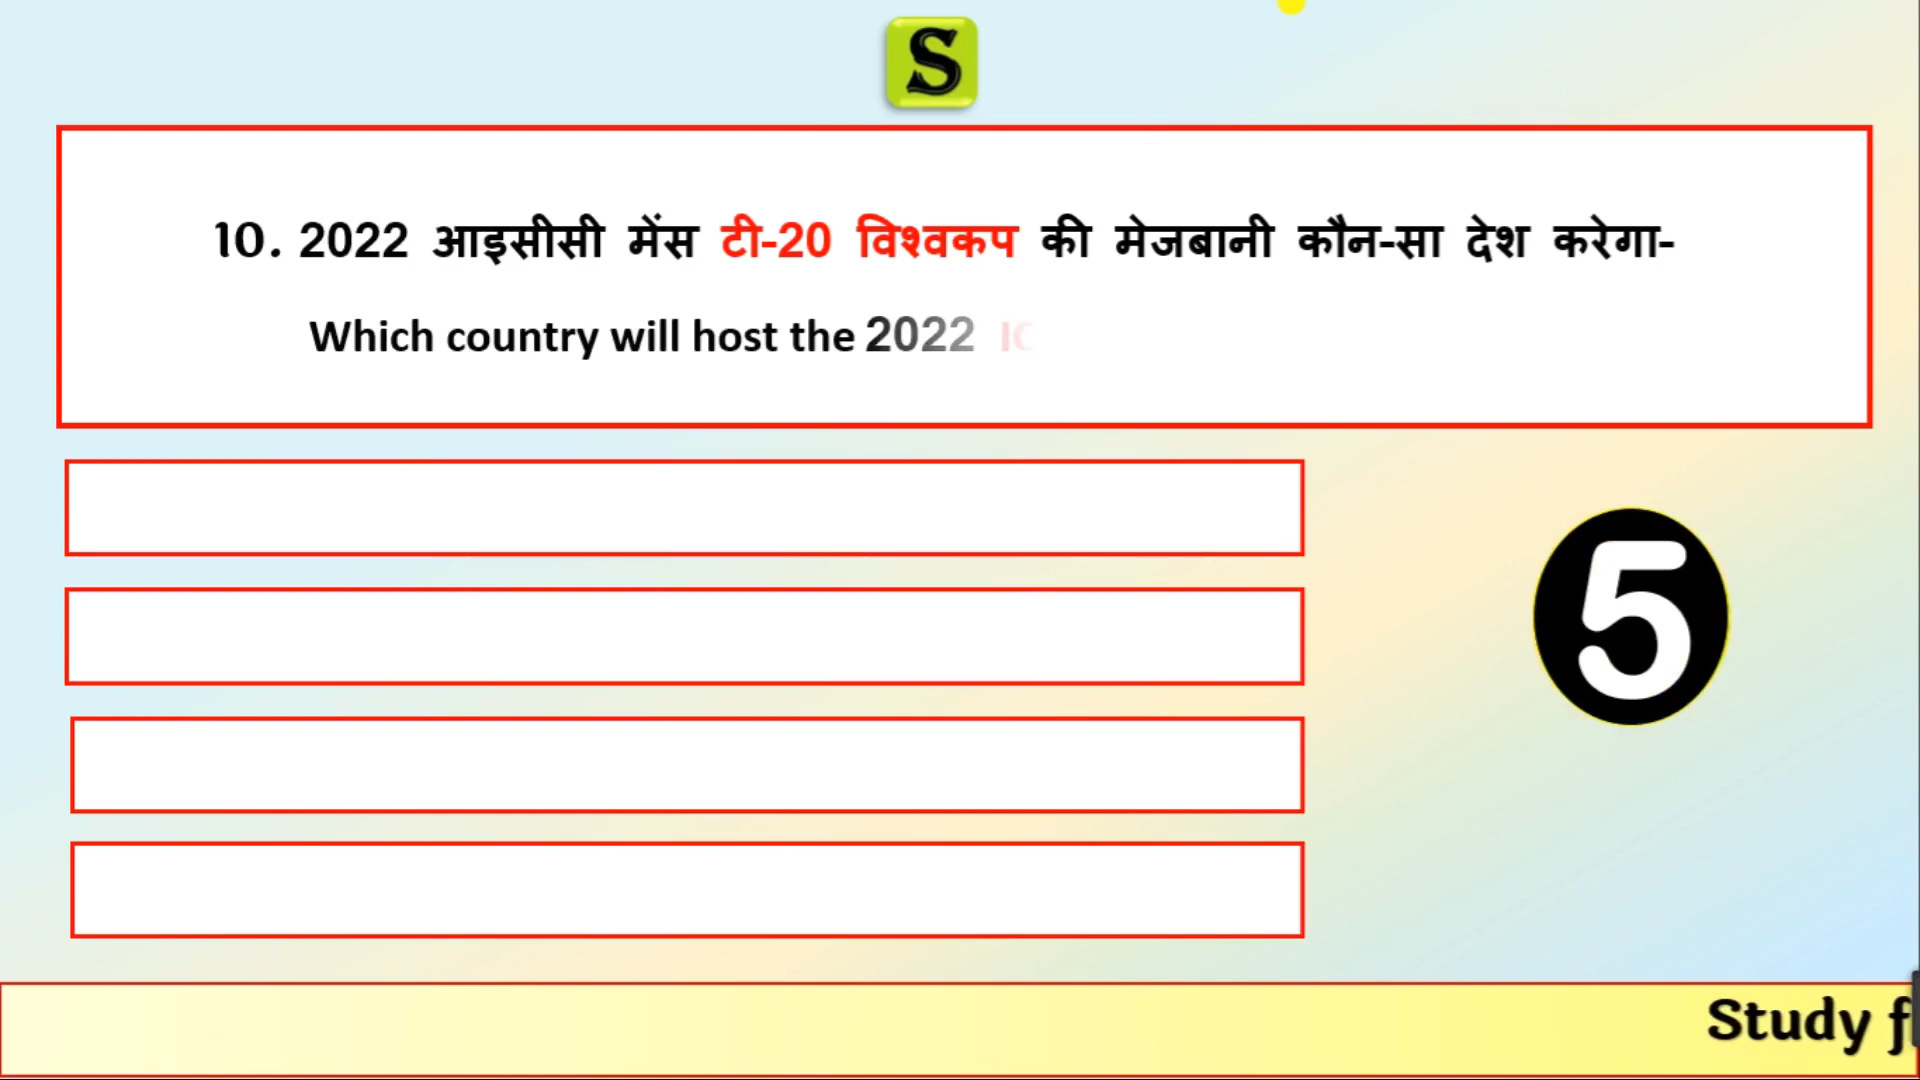 S
10. 2022 आइसीसी मेंस टी-20 विश्वकप की मेजबानी कौन-सा देश करेगा-
Which country will host the 2022
5
Study f